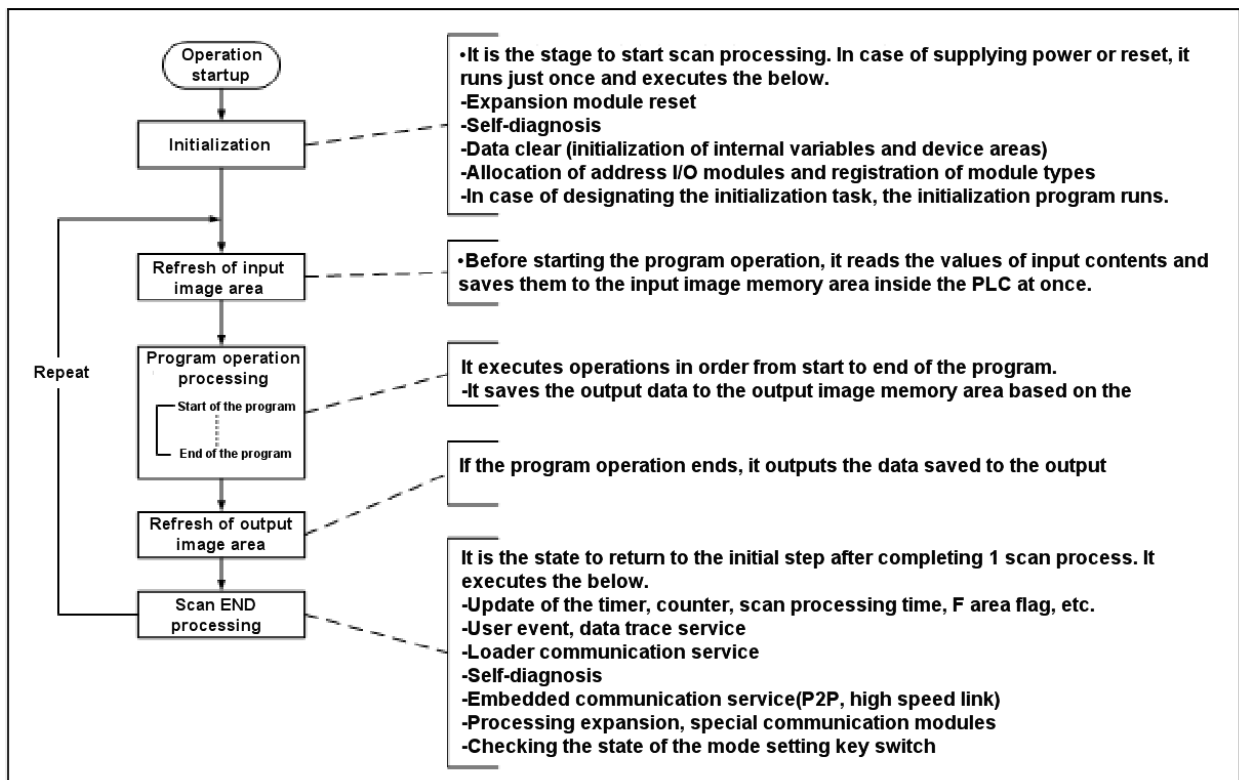 Operation
startup
•It is the stage to start scan processing. In case of supplying power or reset, it
runs just once and executes the below.
-Expansion module reset
-Self-diagnosis
-Data clear (initialization of internal variables and device areas)
-Allocation of address I/O modules and registration of module types
-In case of designating the initialization task, the initialization program runs.
Initialization
Refresh of input
image area
•Before starting the program operation, it reads the values of input contents and
saves them to the input image memory area inside the PLC at once.
Repeat
Program operation
processing
Start of the program
End of the program
It executes operations in order from start to end of the program.
-It saves the output data to the output image memory area based on the
If the program operation ends, it outputs the data saved to the output
Refresh of output
image area
Scan END
processing
It is the state to return to the initial step after completing 1 scan process. It
executes the below.
-Update of the timer, counter, scan processing time, F area flag, etc.
-User event, data trace service
-Loader communication service
-Self-diagnosis
-Embedded communication service(P2P, high speed link)
-Processing expansion, special communication modules
-Checking the state of the mode setting key switch